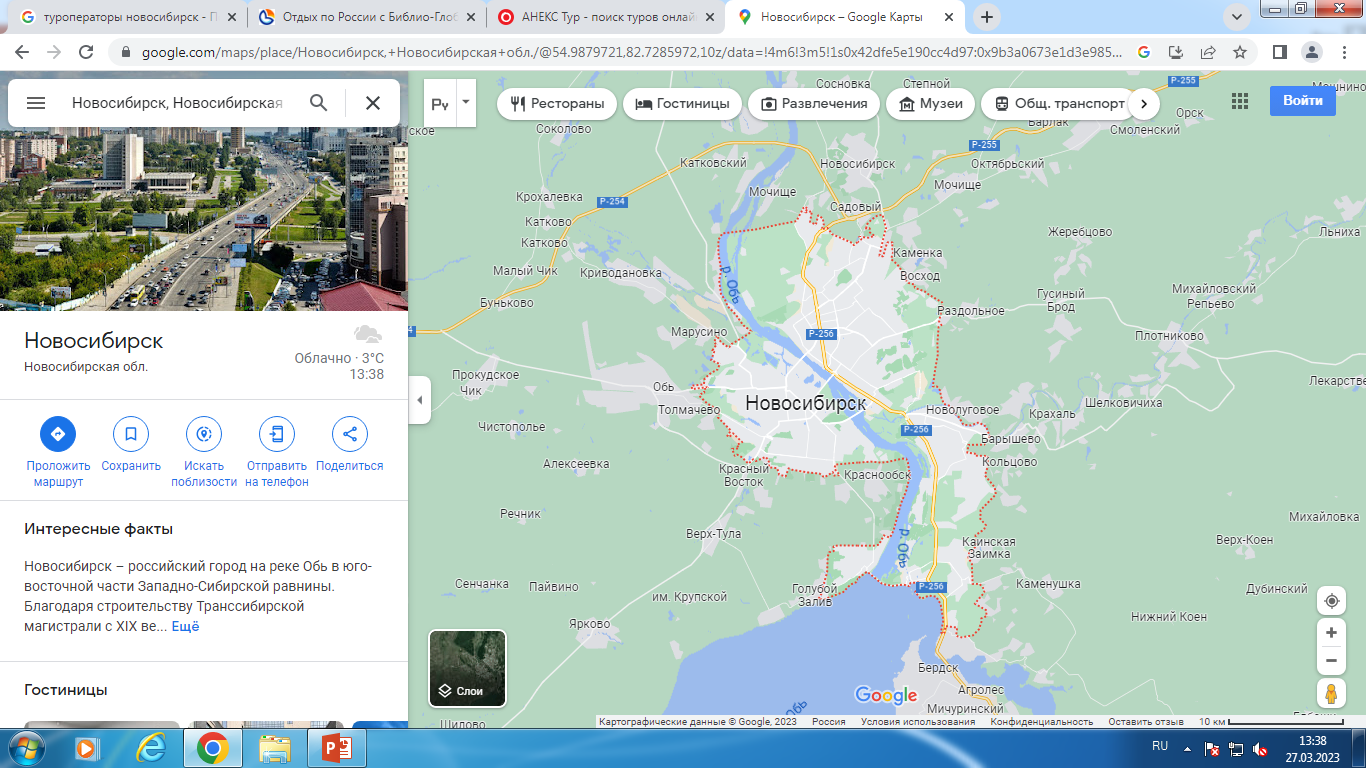 туроператоры новосибирск - П
Отдых по России с Библио-Гло
АНЕКС Тур - поиск туров онлай
Новосибирск – Google Карты
google.com/maps/place/Новосибирск,+Новосибирская+обл./@54.9879721,82.7285972,10z/data=!4m6!3m5!1s0x42dfe5e190cc4d97:0x9b3a0673e1d3e985...
Новосибирск, Новосибирская
Рестораны
Гостиницы
Развлечения
Музеи
Общ. транспорт
Войти
Новосибирск
Новосибирская обл.
Облачно · 3°C
13:38
Проложить маршрут
Сохранить
Искать поблизости
Отправить на телефон
Поделиться
Интересные факты
Новосибирск – российский город на реке Обь в юго-
восточной части Западно-Сибирской равнины.
Благодаря строительству Транссибирской
магистрали с XIX ве... Ещё
Гостиницы
Сосновка
Степной
Р-255
Соколово
Барлак
Орск
Смоленский
Р-255
Катковский
Новосибирск
Октябрьский
Мочище
Мочище
Крохалевка
Р-254
Садовый
Катково
Жеребцово
Льниха
Катково
Каменка
Малый Чик
Криводановка
р. Обь
Восход
Михайловский
Репьево
Буньково
Гусиный
Брод
Раздольное
Марусино
Р-256
Плотниково
Прокудское
Чик
Обь
Лекарстве
Толмачево
Новосибирск
Новолуговое
Крахаль
Шелковичиха
Чистополье
Р-256
Барышево
Алексеевка
Красный
Восток
Краснообск
Кольцово
Речник
Михайловка
Верх-Тула
р. Обь
Каинская
Заимка
Верх-Коен
Сенчанка
Пайвино
им. Крупской
Голубой
Залив
Р-256
Каменушка
Дубинский
Ярково
Нижний Коен
Бердск
Слои
Агролес
Google
Мичуринский
Шилово
Картографические данные © Google, 2023
Россия
Условия использования
Конфиденциальность
Оставить отзыв
10 км
RU
13:38
27.03.2023